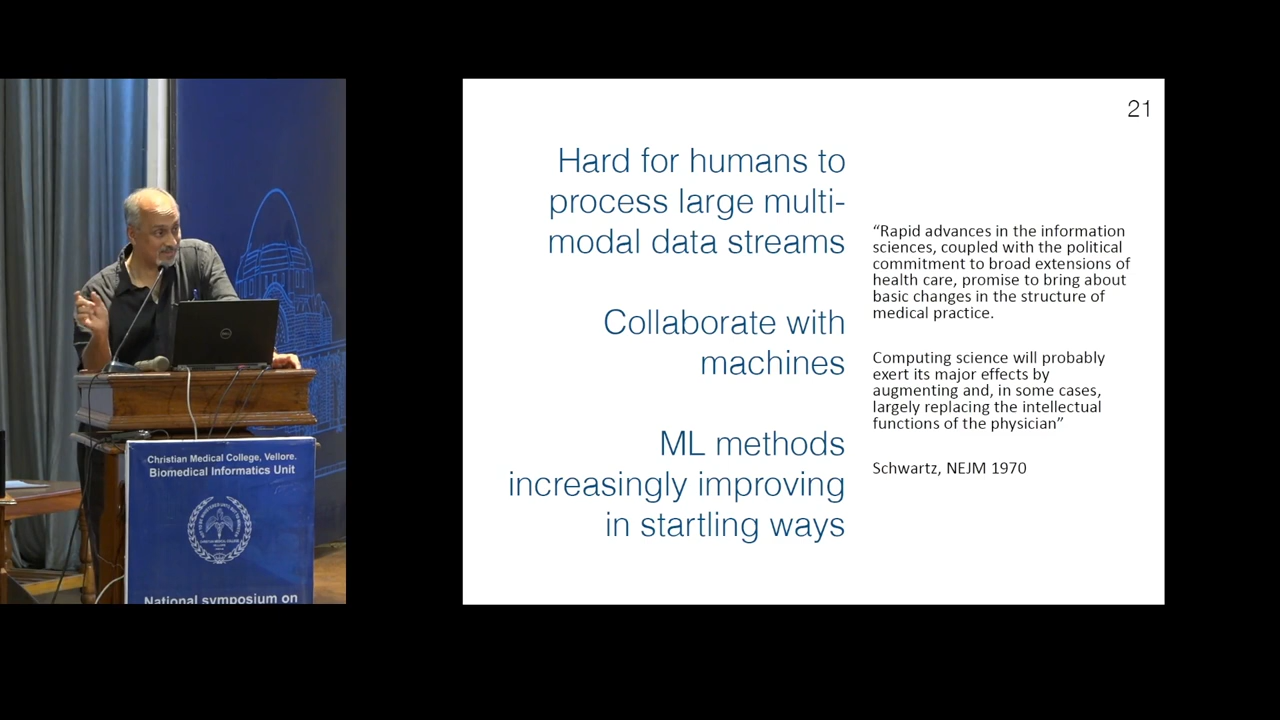 21
Hard for humans to
process large multi-
modal data streams
Collaborate with
machines
ML methods
increasingly improving
in startling ways
“Rapid advances in the information
sciences, coupled with the political
commitment to broad extensions of
health care, promise to bring about
basic changes in the structure of
medical practice.
Computing science will probably
exert its major effects by
augmenting and, in some cases,
largely replacing the intellectual
functions of the physician”
Schwartz, NEJM 1970
DELL
Christian Medical College, Vellore.
Biomedical Informatics Unit
National symposium on